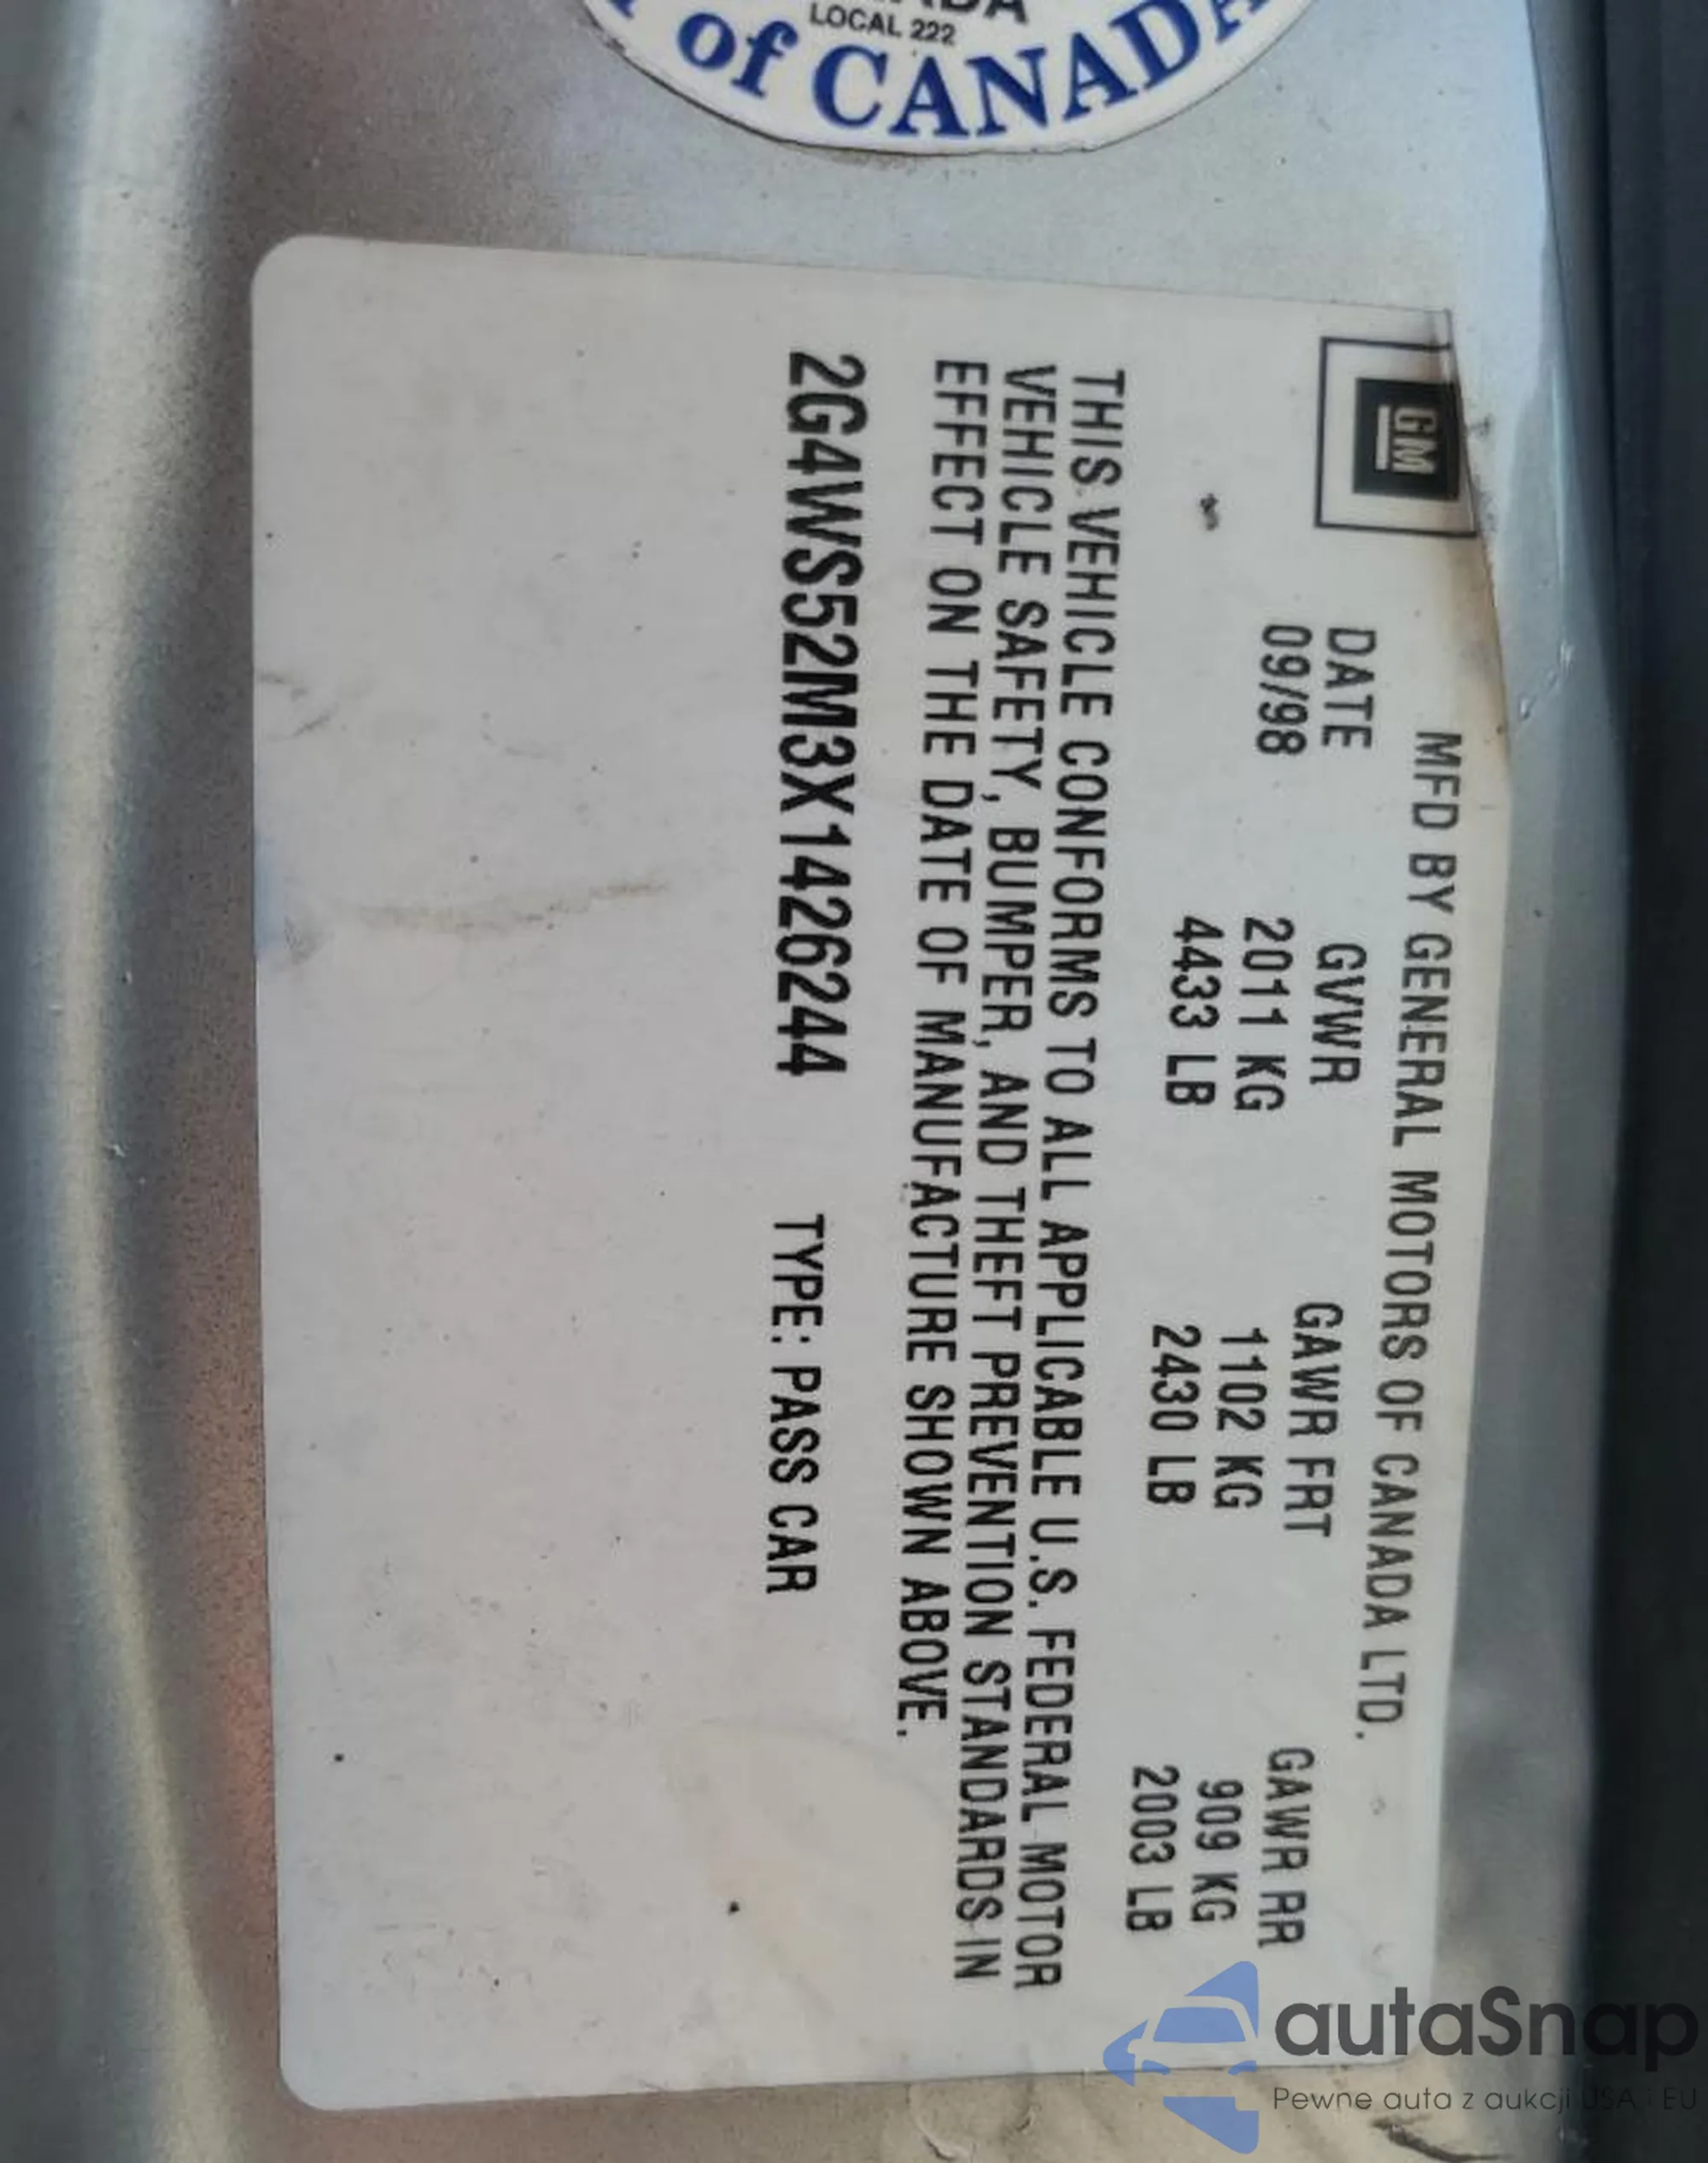 LOCAL 222
of CANADA
GM
MFD BY GENERAL MOTORS OF CANADA LTD.
DATE GVWR GAWR FRT GAWR RR
09/98 2011 KG 1102 KG 909 KG
4433 LB 2430 LB 2003 LB
THIS VEHICLE CONFORMS TO ALL APPLICABLE U.S. FEDERAL MOTOR
VEHICLE SAFETY, BUMPER, AND THEFT PREVENTION STANDARDS IN
EFFECT ON THE DATE OF MANUFACTURE SHOWN ABOVE.
2G4WS52M3X1426244 TYPE: PASS CAR
autaSnap
Pewne auta z aukcji USA i EU